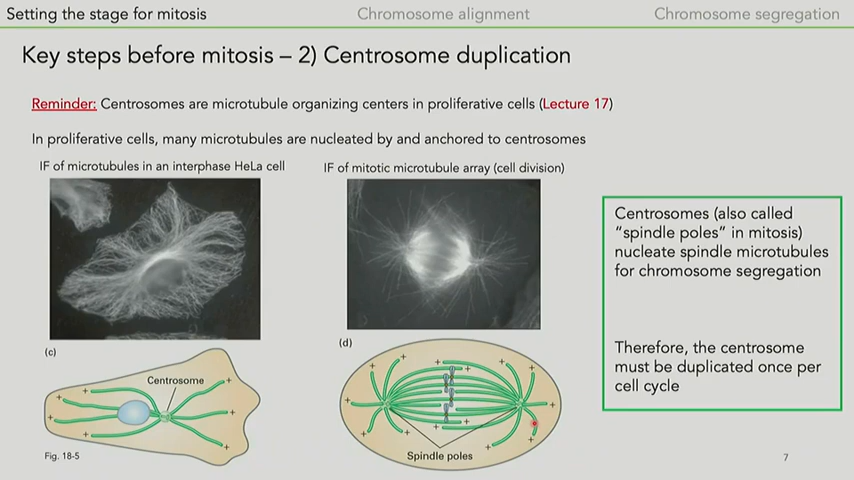 Setting the stage for mitosis
Chromosome alignment
Chromosome segregation
Key steps before mitosis – 2) Centrosome duplication
Reminder: Centrosomes are microtubule organizing centers in proliferative cells (Lecture 17)
In proliferative cells, many microtubules are nucleated by and anchored to centrosomes
IF of microtubules in an interphase HeLa cell
IF of mitotic microtubule array (cell division)
Centrosomes (also called
“spindle poles” in mitosis)
nucleate spindle microtubules
for chromosome segregation
Therefore, the centrosome
must be duplicated once per
cell cycle
(c)
Centrosome
+ + + + + +
Fig. 18-5
(d)
+ + + + + + + + + + + +
Spindle poles
7